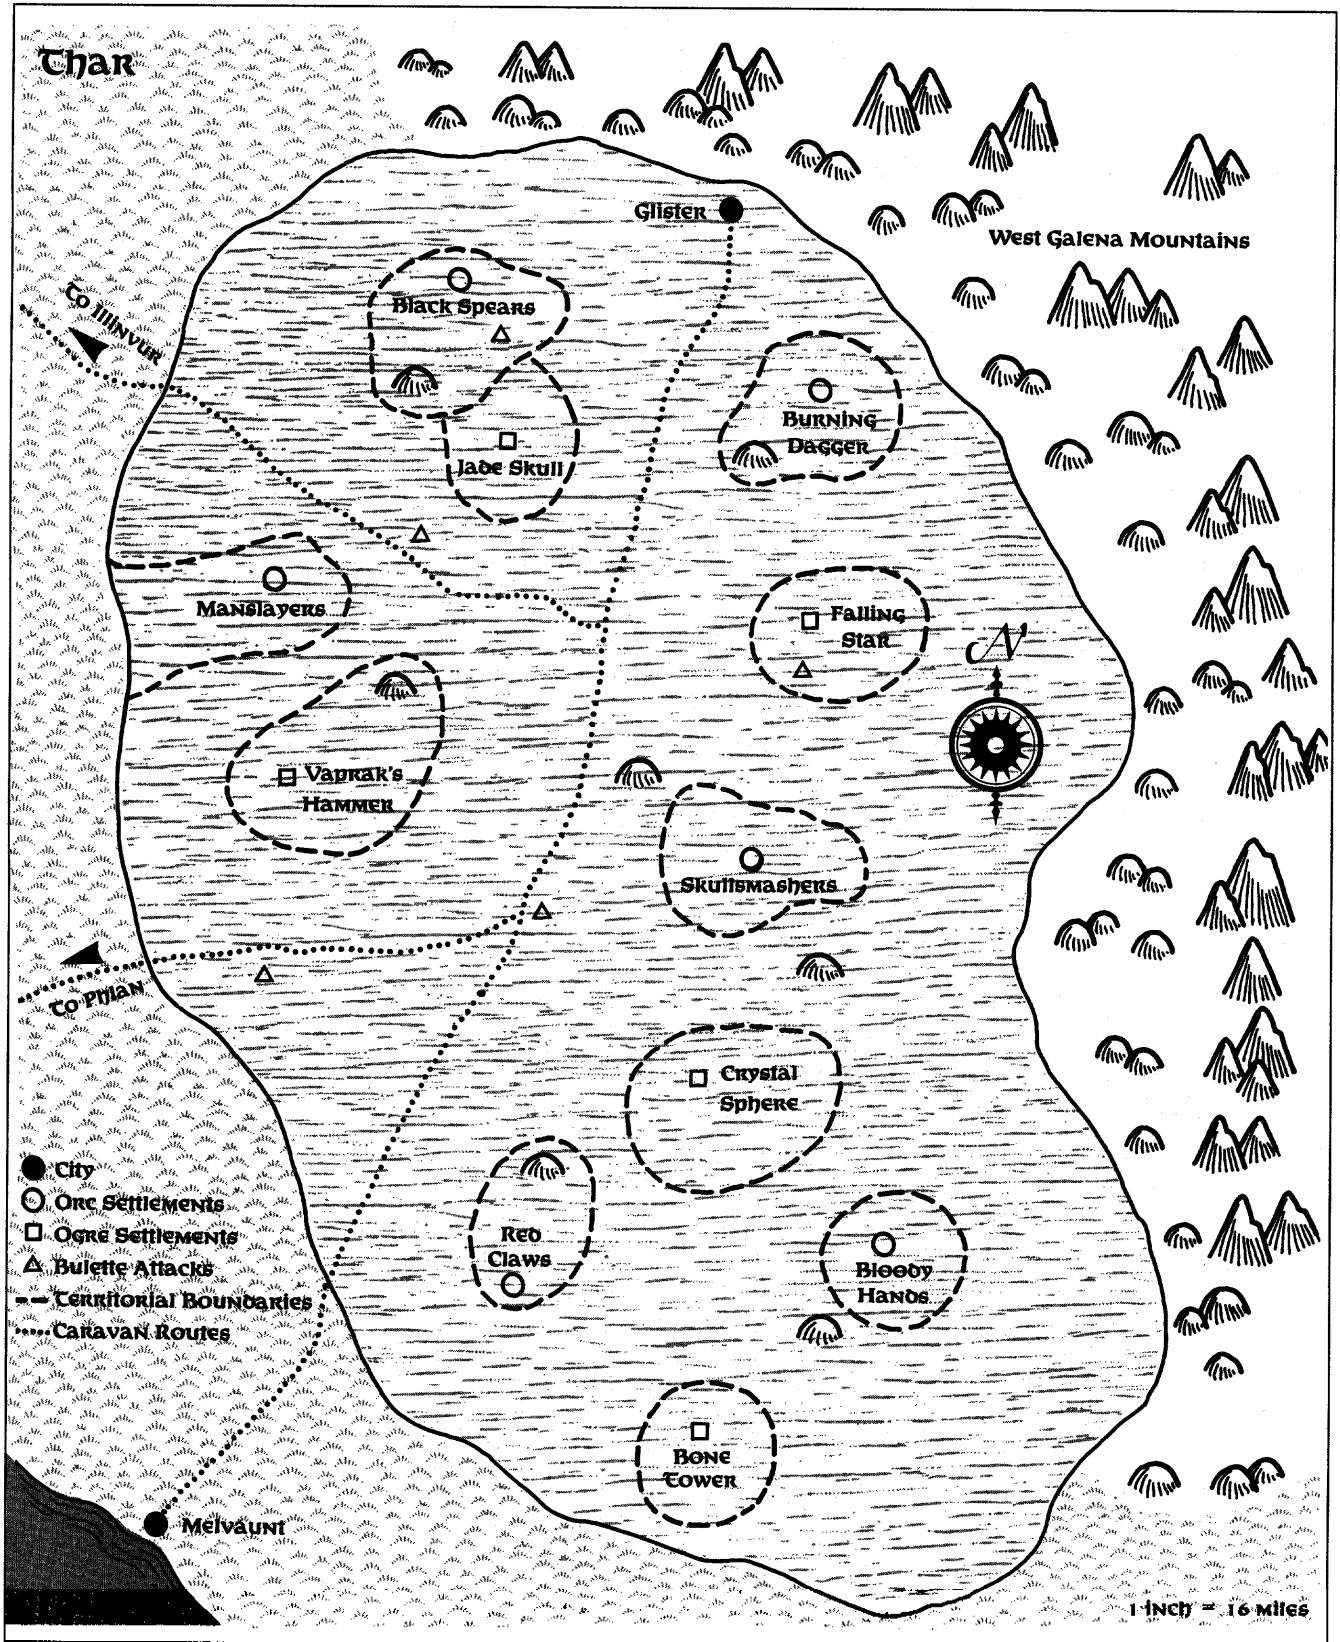 Thar
Glister
West Galena Mountains
To Illinvur
Black Spears
Burning
Dagger
Jade Skull
Manslayers
Falling
Star
N
Vaprak's
Hammer
Skullsmashers
To Phlan
Crystal
Sphere
City
Orc Settlements
Ogre Settlements
Bulette Attacks
Territorial Boundaries
Caravan Routes
Red
Claws
Bloody
Hands
Bone
Tower
Melvaunt
1 inch = 16 miles